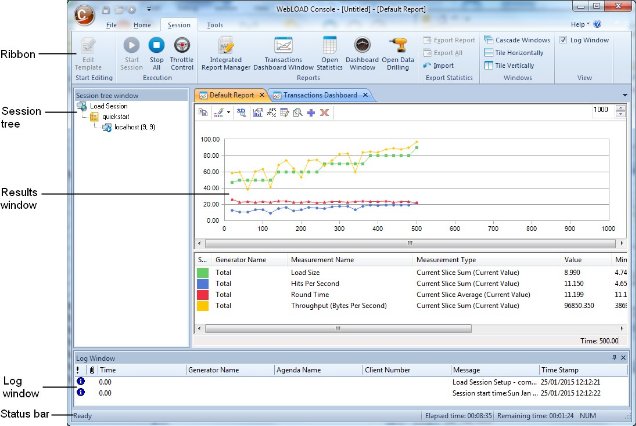 WebLOAD Console - [Untitled] - [Default Report]
File Home Session Tools Help
Ribbon
Edit Template
Start Session
Stop All
Throttle Control
Integrated Report Manager
Transactions Dashboard Window
Open Statistics
Dashboard Window
Open Data Drilling
Export Report
Export All
Import
Cascade Windows
Tile Horizontally
Tile Vertically
Log Window
Start Editing Execution Reports Export Statistics Windows View
Session tree
Session tree window
Load Session
quickstart
localhost (9, 9)
Default Report Transactions Dashboard
1000
Results window
100.00
80.00
60.00
40.00
20.00
0.00
0 100 200 300 400 500 600 700 800 900 1000
S... Generator Name Measurement Name Measurement Type Value Min
Total Load Size Current Slice Sum (Current Value) 8.990 4.74
Total Hits Per Second Current Slice Sum (Current Value) 11.150 4.65
Total Round Time Current Slice Average (Current Value) 11.199 11.1
Total Throughput (Bytes Per Second) Current Slice Sum (Current Value) 96850.350 3869
Time: 500.00
Log window
Log Window
! Time Generator Name Agenda Name Client Number Message Time Stamp
0.00 Load Session Setup - com... 25/01/2015 12:12:21
0.00 Session start time:Sun Jan ... 25/01/2015 12:12:22
Status bar
Ready Elapsed time: 00:08:35 Remaining time: 00:01:24 NUM